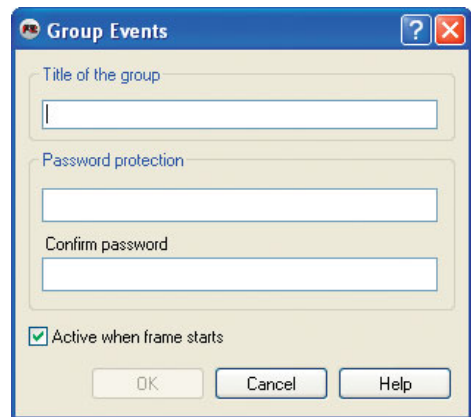 Group Events
Title of the group
Password protection
Confirm password
Active when frame starts
OK Cancel Help